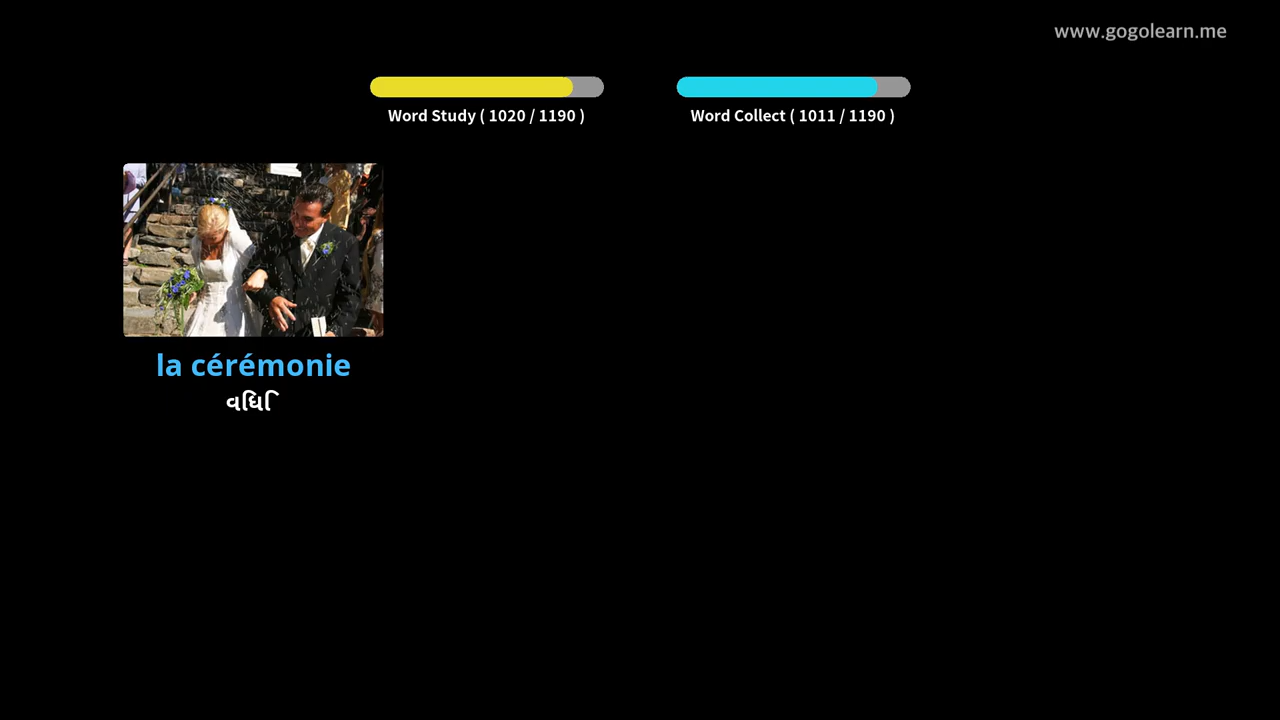 www.gogolearn.me
Word Study ( 1020 / 1190 )
Word Collect ( 1011 / 1190 )
la cérémonie
વિધિ